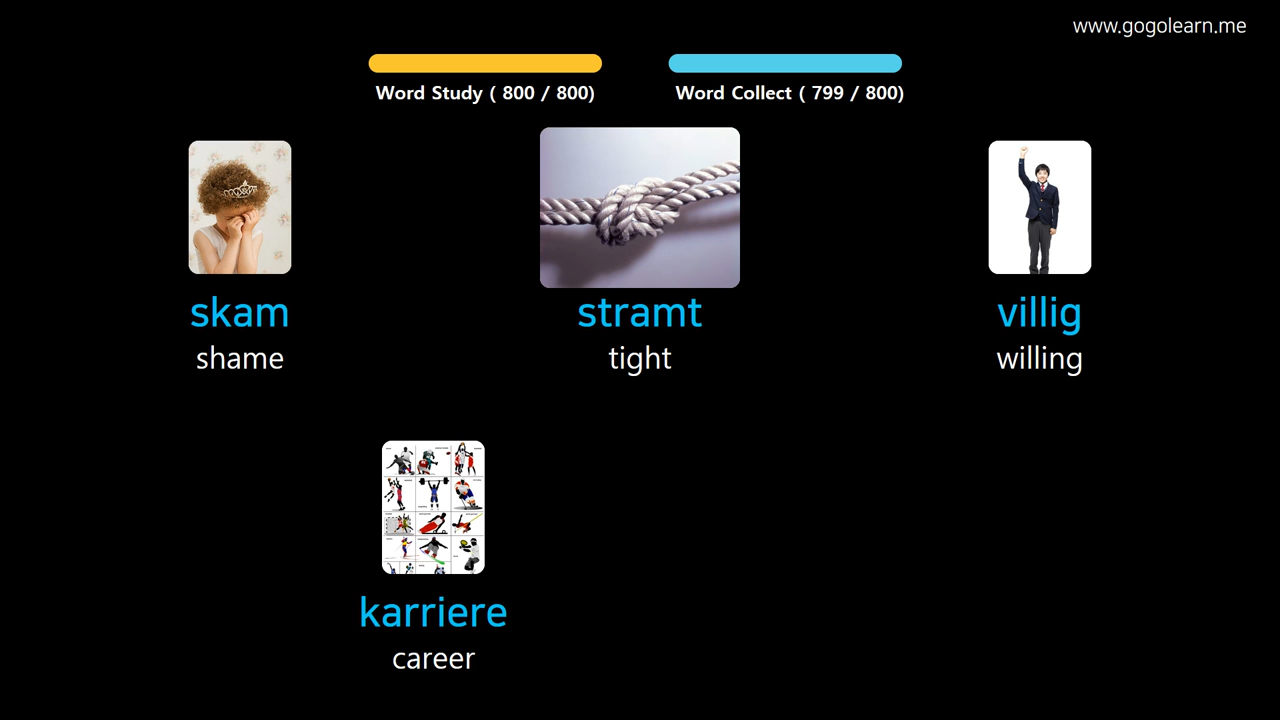 www.gogolearn.me
Word Study ( 800 / 800)
Word Collect ( 799 / 800)
skam
stramt
villig
shame
tight
willing
karriere
career